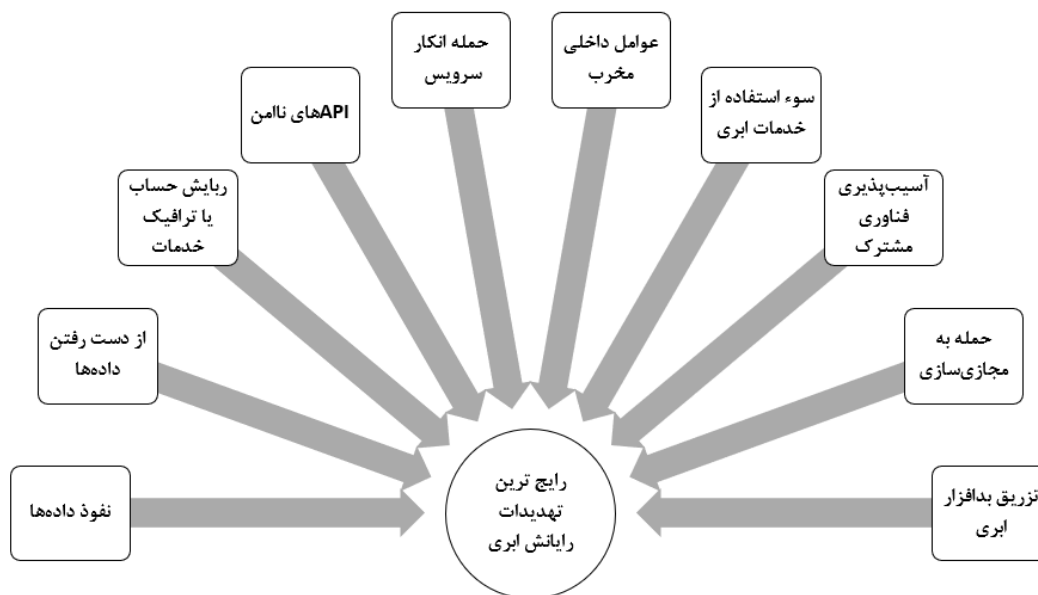 عوامل داخلی
مخرب
حمله انکار
سرویس
سوء استفاده از
خدمات ابری
APIهای ناامن
آسیب‌پذیری
فناوری
مشترک
ربایش حساب
یا ترافیک
خدمات
حمله به
مجازی‌سازی
از دست رفتن
داده‌ها
تزریق بدافزار
ابری
نفوذ داده‌ها
رایج ترین
تهدیدات
رایانش ابری